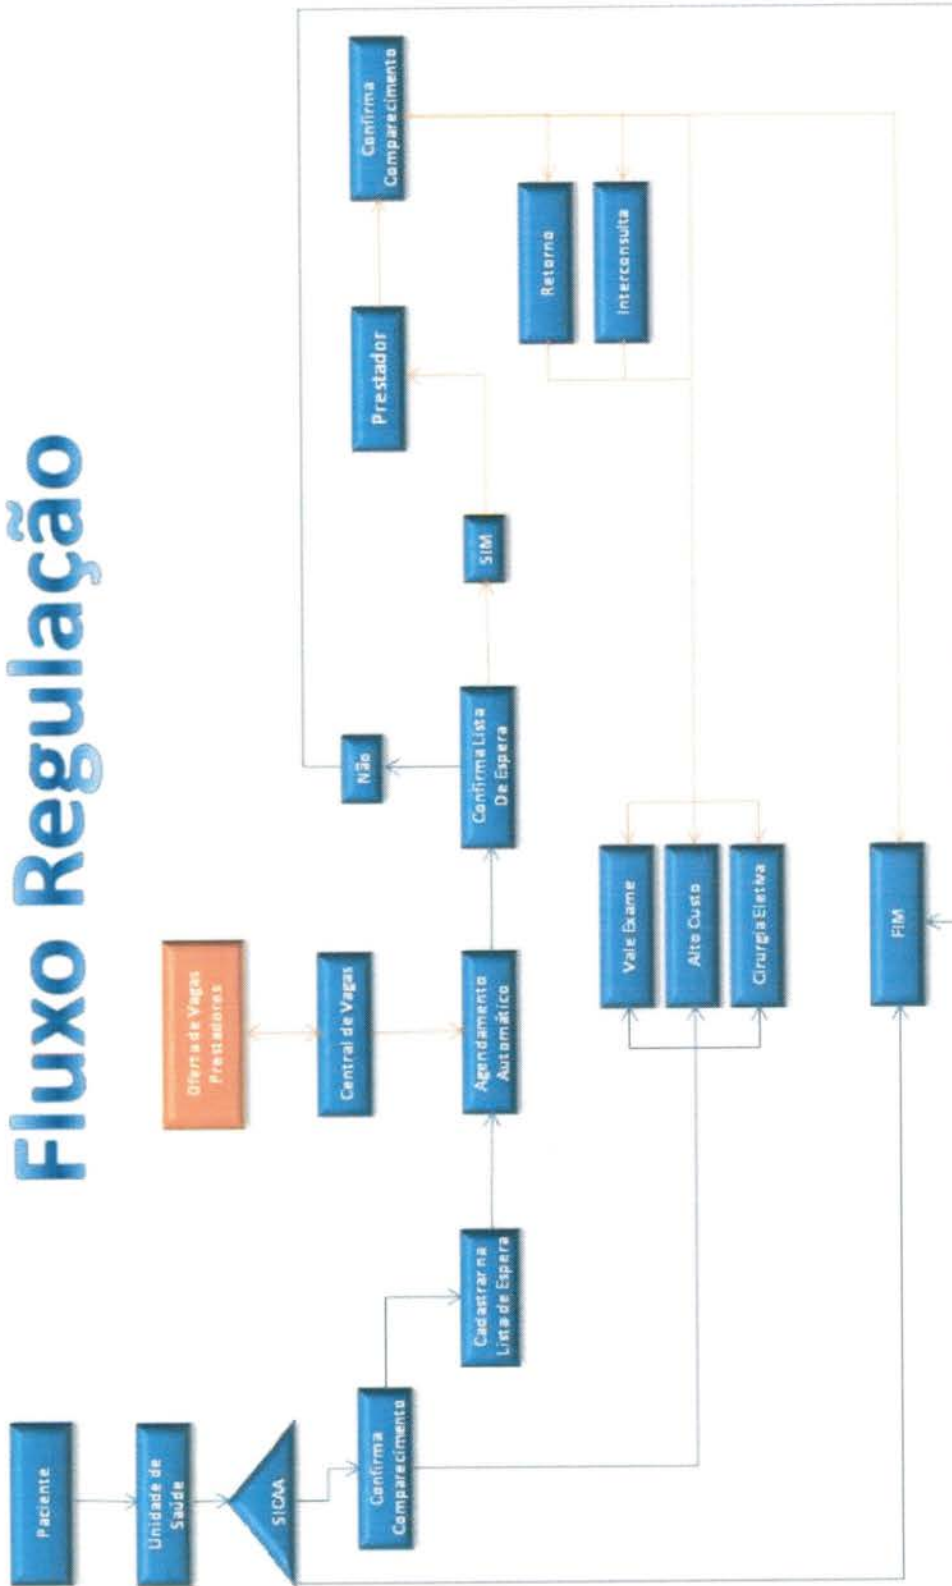 Fluxo Regulação
Paciente
Unidade de
Saúde
SICAA
Confirma
Comparecimento
Cadastrar na
Lista de Espera
Oferta de Vagas
Prestadores
Central de Vagas
Agendamento
Automático
Não
Confirma Lista
De Espera
SIM
Prestador
Confirma
Comparecimento
Retorno
Interconsulta
Vale Exame
Alto Custo
Cirurgia Eletiva
FIM